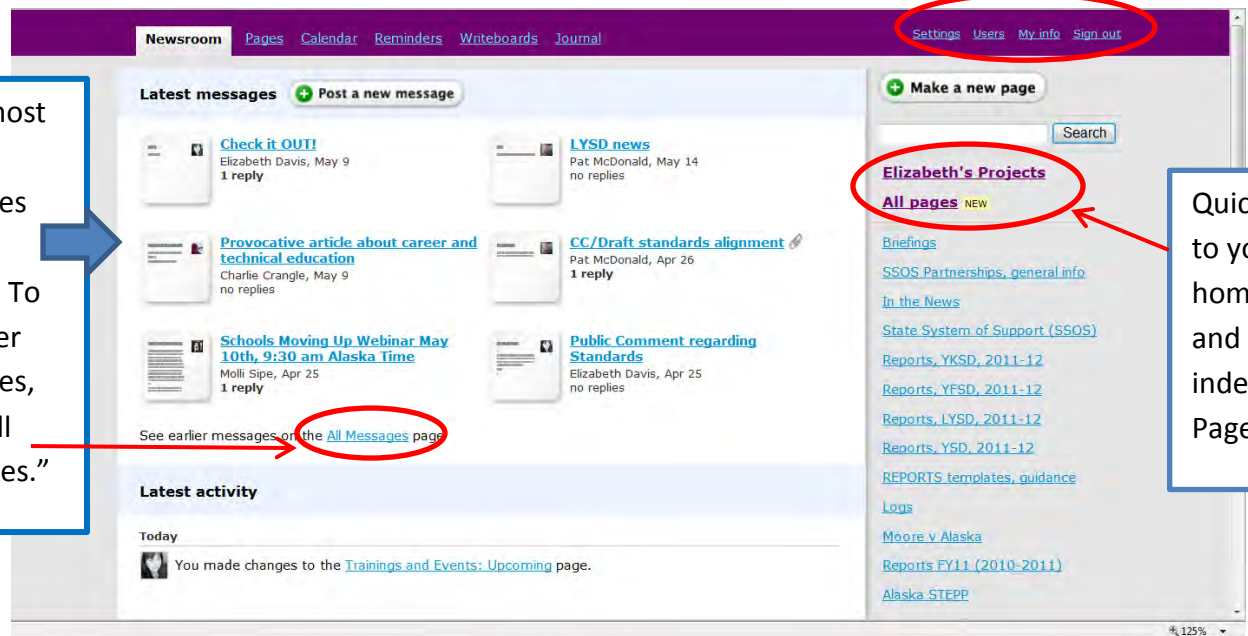 Newsroom Pages Calendar Reminders Writeboards Journal
Settings Users My info Sign out
Latest messages Post a new message
Check it OUT!
Elizabeth Davis, May 9
1 reply
LYSD news
Pat McDonald, May 14
no replies
Provocative article about career and
technical education
Charlie Crangle, May 9
no replies
CC/Draft standards alignment
Pat McDonald, Apr 26
1 reply
Schools Moving Up Webinar May
10th, 9:30 am Alaska Time
Molli Sipe, Apr 25
1 reply
Public Comment regarding
Standards
Elizabeth Davis, Apr 25
no replies
See earlier messages on the All Messages page
Latest activity
Today
You made changes to the Trainings and Events: Upcoming page.
Make a new page
Search
Elizabeth's Projects
All pages NEW
Briefings
SSOS Partnerships, general info
In the News
State System of Support (SSOS)
Reports, YKSD, 2011-12
Reports, YFSD, 2011-12
Reports, LYSD, 2011-12
Reports, YSD, 2011-12
REPORTS templates, guidance
Logs
Moore v Alaska
Reports FY11 (2010-2011)
Alaska STEPP
To
and
125%